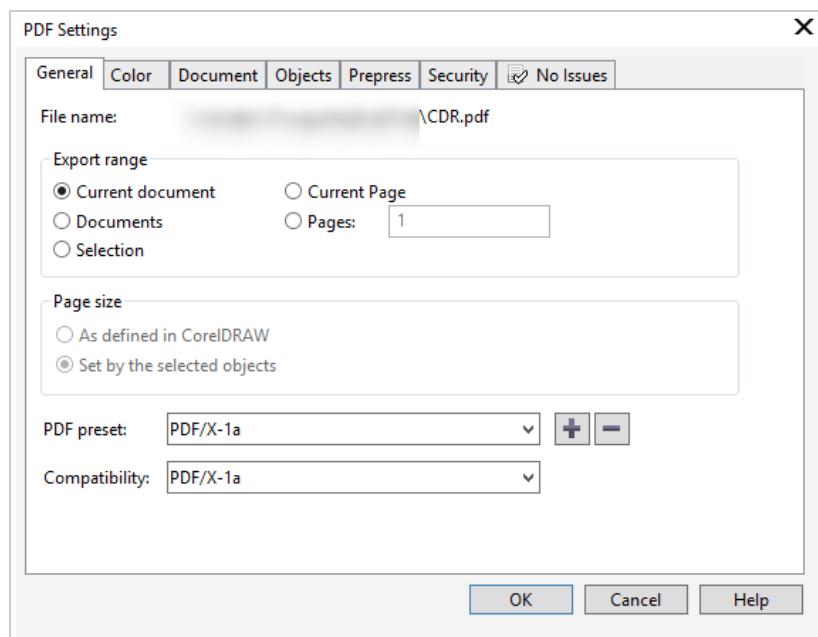 PDF Settings
General Color Document Objects Prepress Security No Issues
File name: \CDR.pdf
Export range
Current document Current Page
Documents Pages: 1
Selection
Page size
As defined in CorelDRAW
Set by the selected objects
PDF preset: PDF/X-1a
Compatibility: PDF/X-1a
OK Cancel Help